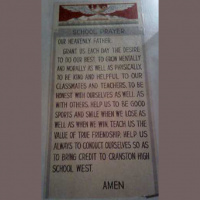 SCHOOL PRAYER
OUR HEAVENLY FATHER,
GRANT US EACH DAY THE DESIRE
TO DO OUR BEST, TO GROW MENTALLY
AND MORALLY AS WELL AS PHYSICALLY,
TO BE KIND AND HELPFUL TO OUR
CLASSMATES AND TEACHERS, TO BE
HONEST WITH OURSELVES AS WELL AS
WITH OTHERS, HELP US TO BE GOOD
SPORTS AND SMILE WHEN WE LOSE AS
WELL AS WHEN WE WIN, TEACH US THE
VALUE OF TRUE FRIENDSHIP, HELP US
ALWAYS TO CONDUCT OURSELVES SO AS
TO BRING CREDIT TO CRANSTON HIGH
SCHOOL WEST
AMEN